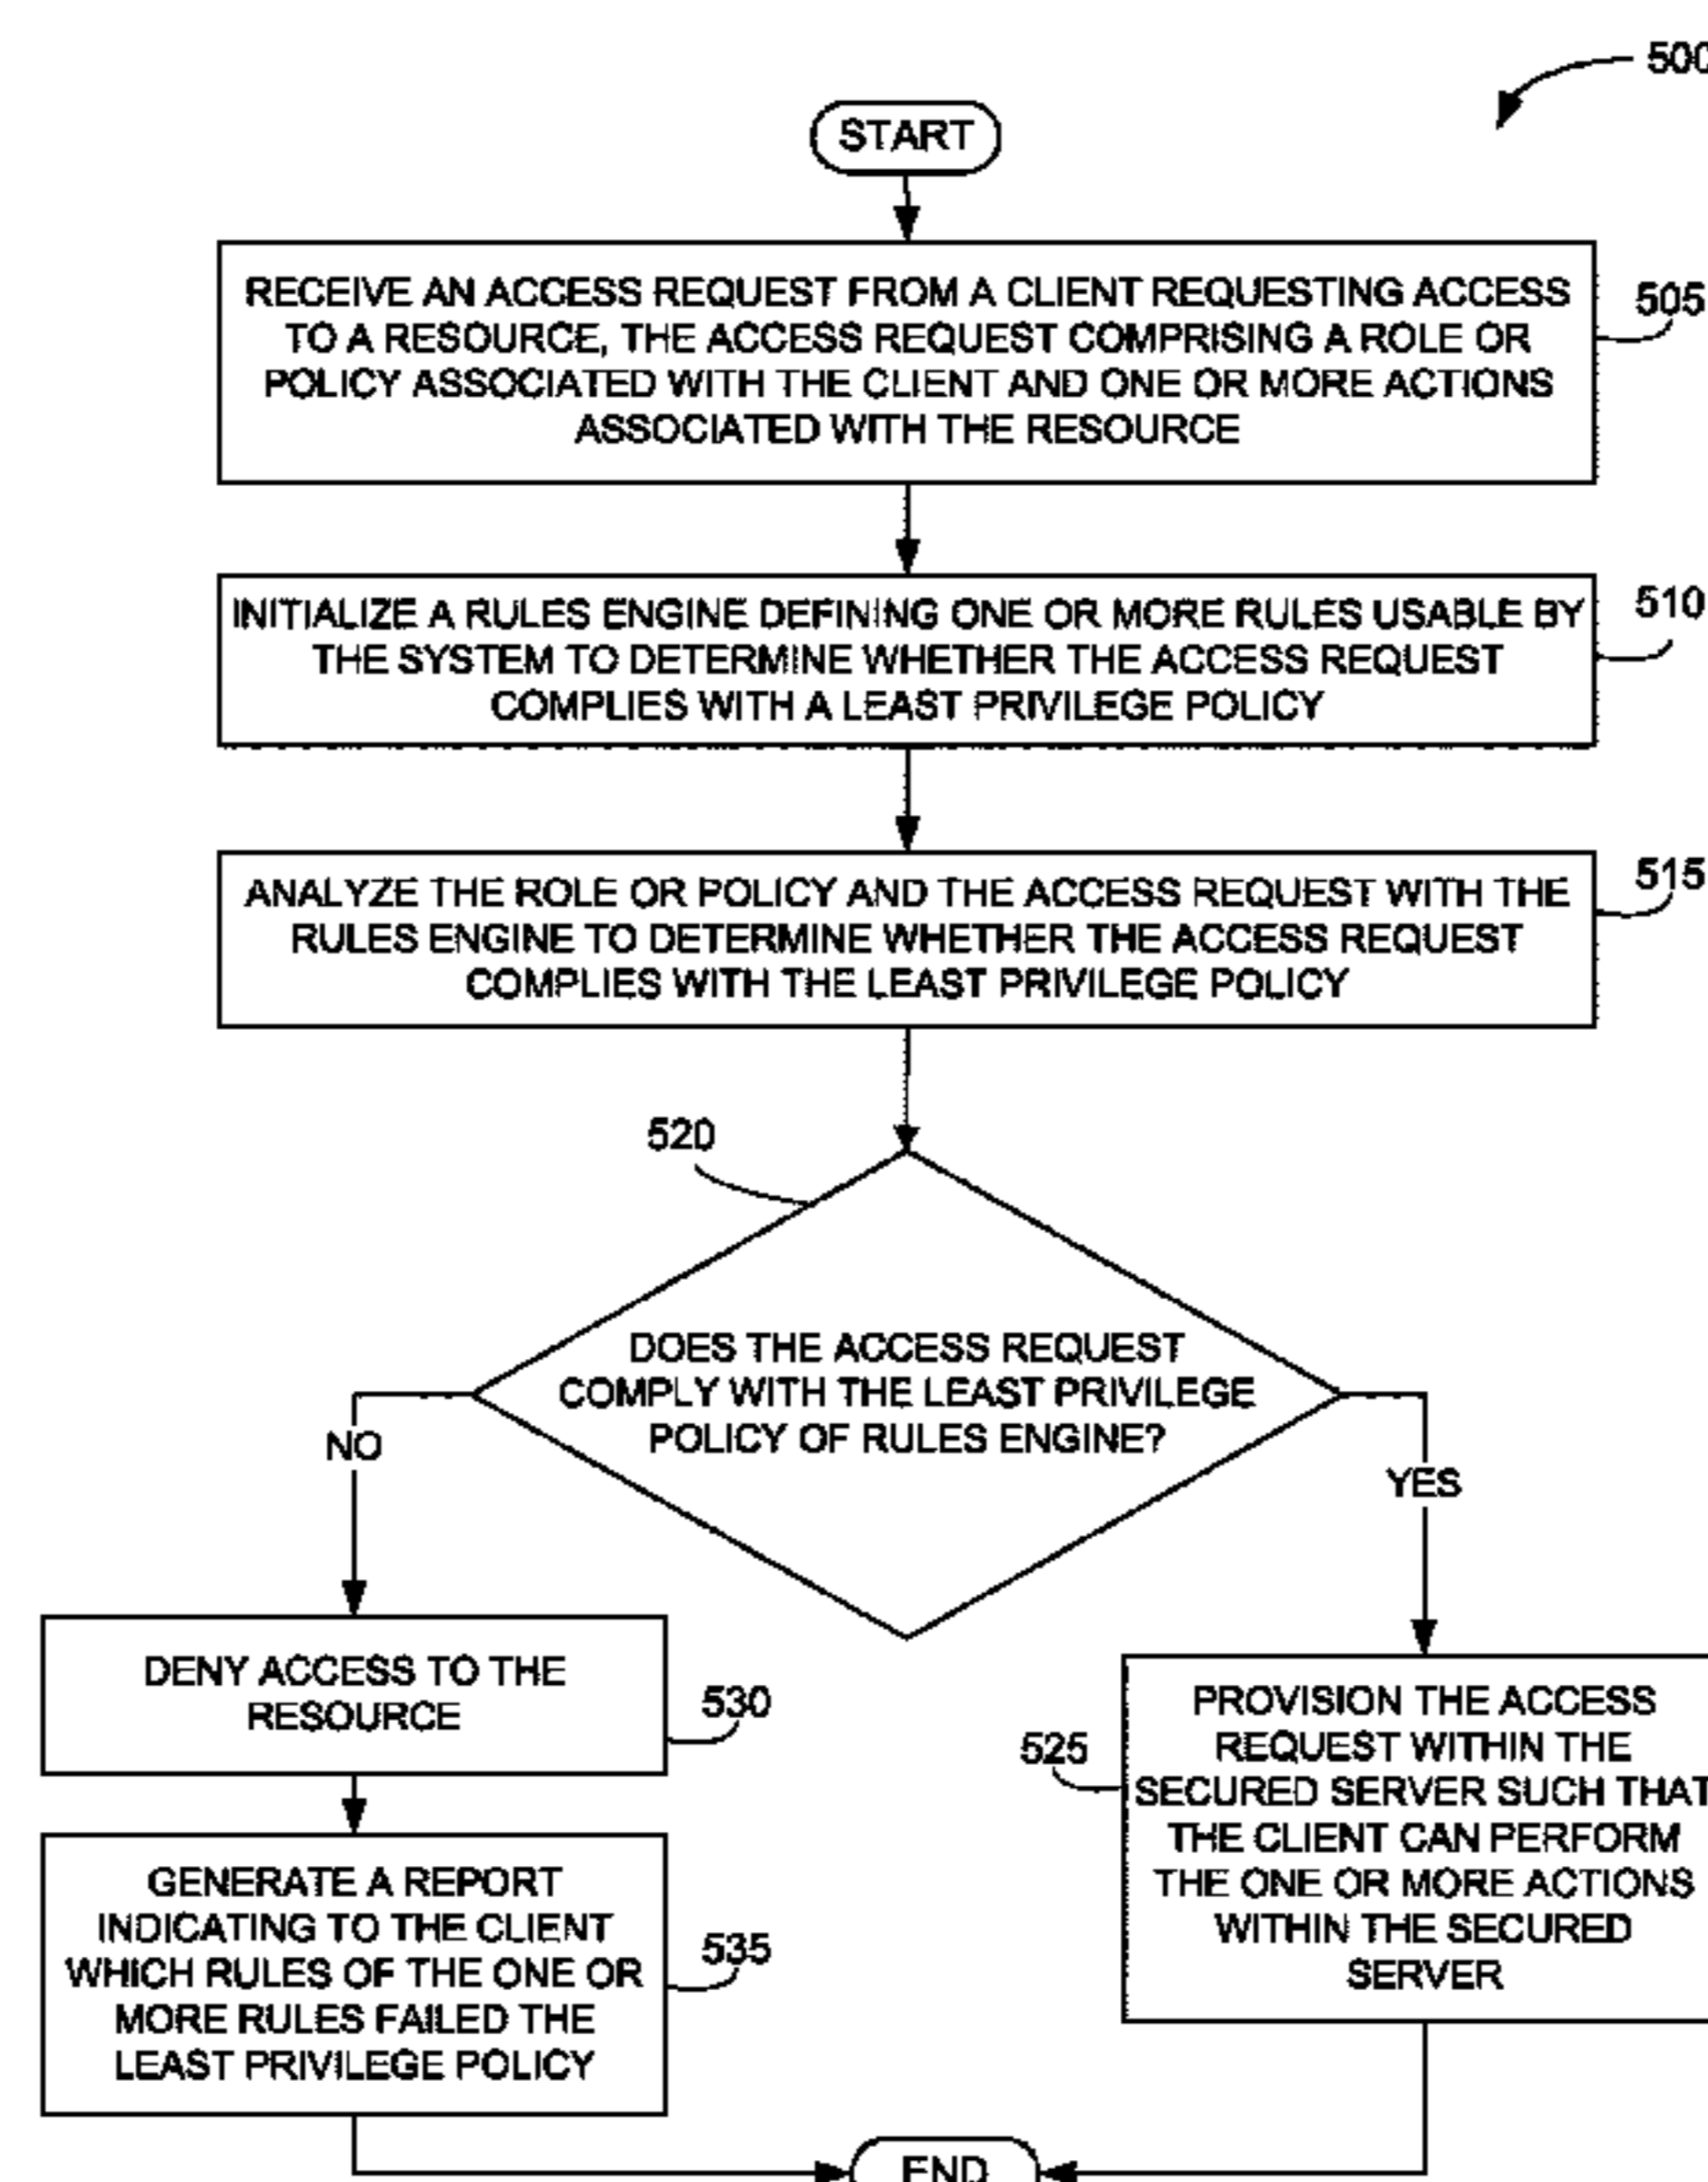 500
START
RECEIVE AN ACCESS REQUEST FROM A CLIENT REQUESTING ACCESS
TO A RESOURCE, THE ACCESS REQUEST COMPRISING A ROLE OR
POLICY ASSOCIATED WITH THE CLIENT AND ONE OR MORE ACTIONS
ASSOCIATED WITH THE RESOURCE
505
INITIALIZE A RULES ENGINE DEFINING ONE OR MORE RULES USABLE BY
THE SYSTEM TO DETERMINE WHETHER THE ACCESS REQUEST
COMPLIES WITH A LEAST PRIVILEGE POLICY
510
ANALYZE THE ROLE OR POLICY AND THE ACCESS REQUEST WITH THE
RULES ENGINE TO DETERMINE WHETHER THE ACCESS REQUEST
COMPLIES WITH THE LEAST PRIVILEGE POLICY
515
520
DOES THE ACCESS REQUEST
COMPLY WITH THE LEAST PRIVILEGE
POLICY OF RULES ENGINE?
NO
YES
DENY ACCESS TO THE
RESOURCE
530
GENERATE A REPORT
INDICATING TO THE CLIENT
WHICH RULES OF THE ONE OR
MORE RULES FAILED THE
LEAST PRIVILEGE POLICY
535
525
PROVISION THE ACCESS
REQUEST WITHIN THE
SECURED SERVER SUCH THAT
THE CLIENT CAN PERFORM
THE ONE OR MORE ACTIONS
WITHIN THE SECURED
SERVER
END